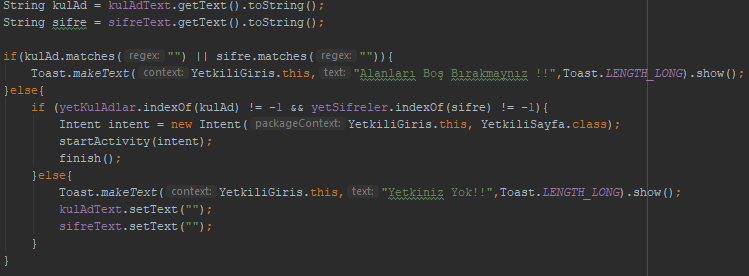 String kulAd = kulAdText.getText().toString();
String sifre = sifreText.getText().toString();
if(kulAd.matches( regex: "") || sifre.matches( regex: "")){
Toast.makeText( context: YetkiliGiris.this, text: "Alanları Boş Bırakmaynız !!",Toast.LENGTH_LONG).show();
}else{
if (yetKulAdlar.indexOf(kulAd) != -1 && yetSifreler.indexOf(sifre) != -1){
Intent intent = new Intent( packageContext: YetkiliGiris.this, YetkiliSayfa.class);
startActivity(intent);
finish();
}else{
Toast.makeText( context: YetkiliGiris.this, text: "Yetkiniz Yok!!",Toast.LENGTH_LONG).show();
kulAdText.setText("");
sifreText.setText("");
}
}